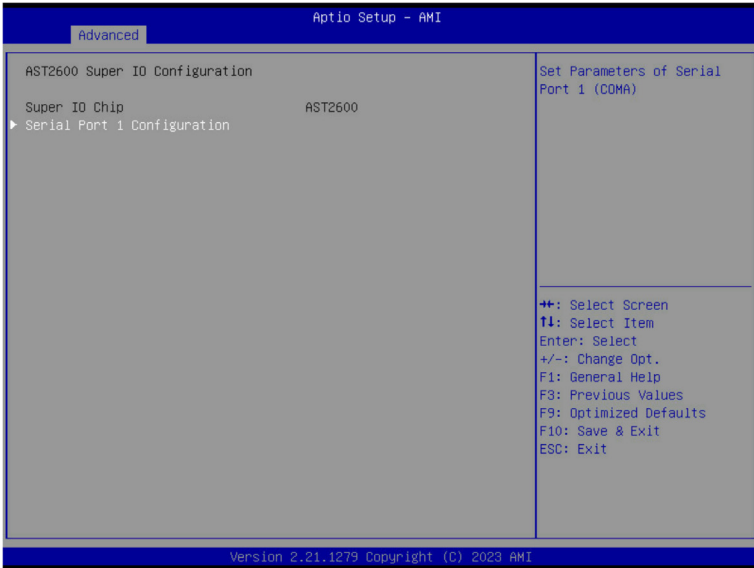 Aptio Setup – AMI
Advanced
AST2600 Super IO Configuration
Super IO Chip AST2600
▶ Serial Port 1 Configuration
Set Parameters of Serial
Port 1 (COMA)
→←: Select Screen
↑↓: Select Item
Enter: Select
+/-: Change Opt.
F1: General Help
F3: Previous Values
F9: Optimized Defaults
F10: Save & Exit
ESC: Exit
Version 2.21.1279 Copyright (C) 2023 AMI